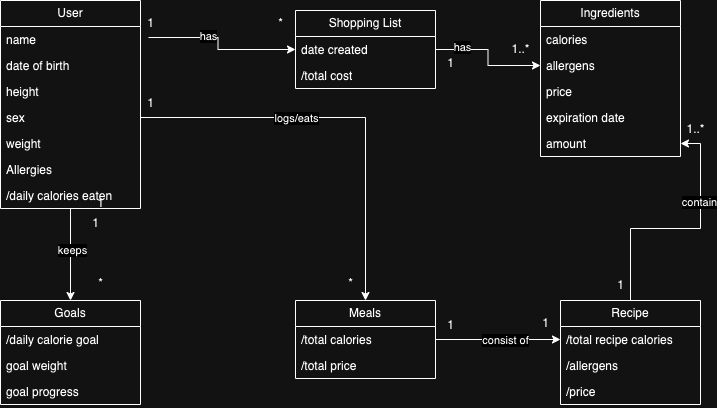 User
name
date of birth
height
sex
weight
Allergies
/daily calories eaten
1
has
*
Shopping List
date created
/total cost
has
1
1..*
Ingredients
calories
allergens
price
expiration date
amount
1
logs/eats
*
1..*
contain
1
1
1
keeps
*
Goals
/daily calorie goal
goal weight
goal progress
Meals
/total calories
/total price
1
consist of
1
Recipe
/total recipe calories
/allergens
/price